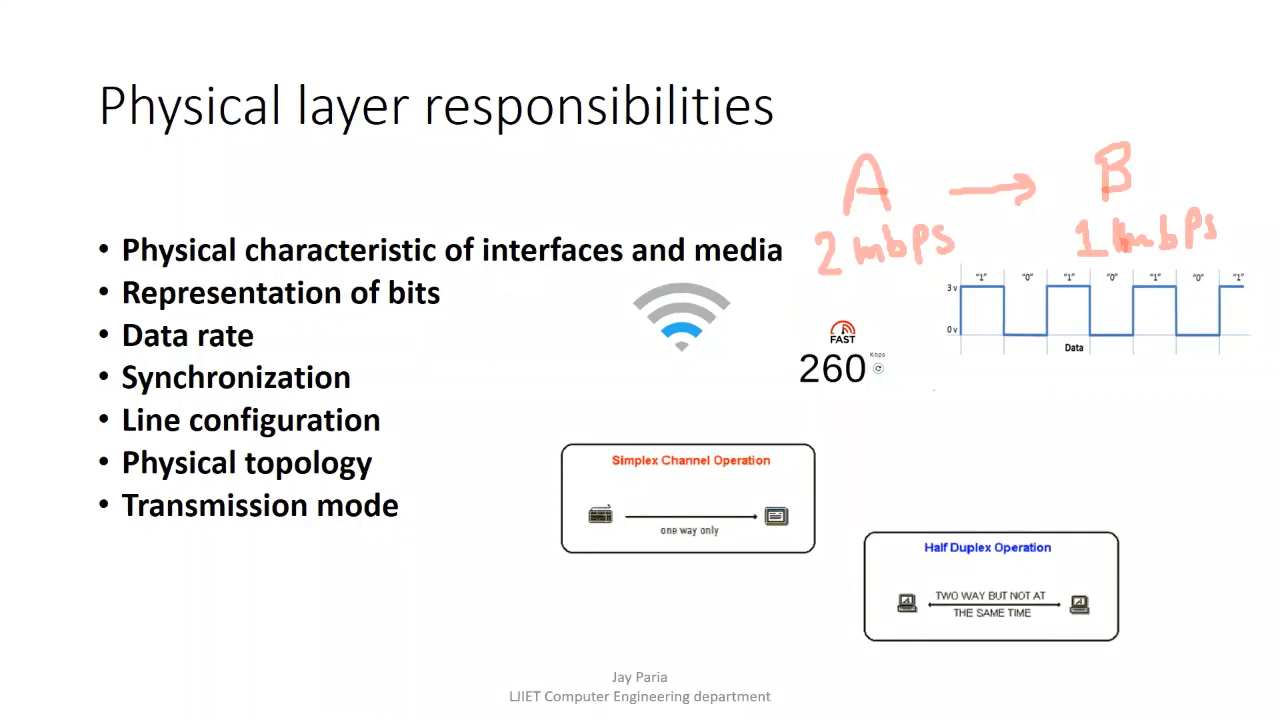 Physical layer responsibilities
A → B
2 mbps 1 mbps
• Physical characteristic of interfaces and media
• Representation of bits
• Data rate
• Synchronization
• Line configuration
• Physical topology
• Transmission mode
"1" "0" "1" "0" "1" "0" "1"
3 v
0 v
Data
FAST
260 Kbps
Simplex Channel Operation
one way only
Half Duplex Operation
TWO WAY BUT NOT AT
THE SAME TIME
Jay Paria
LJIET Computer Engineering department